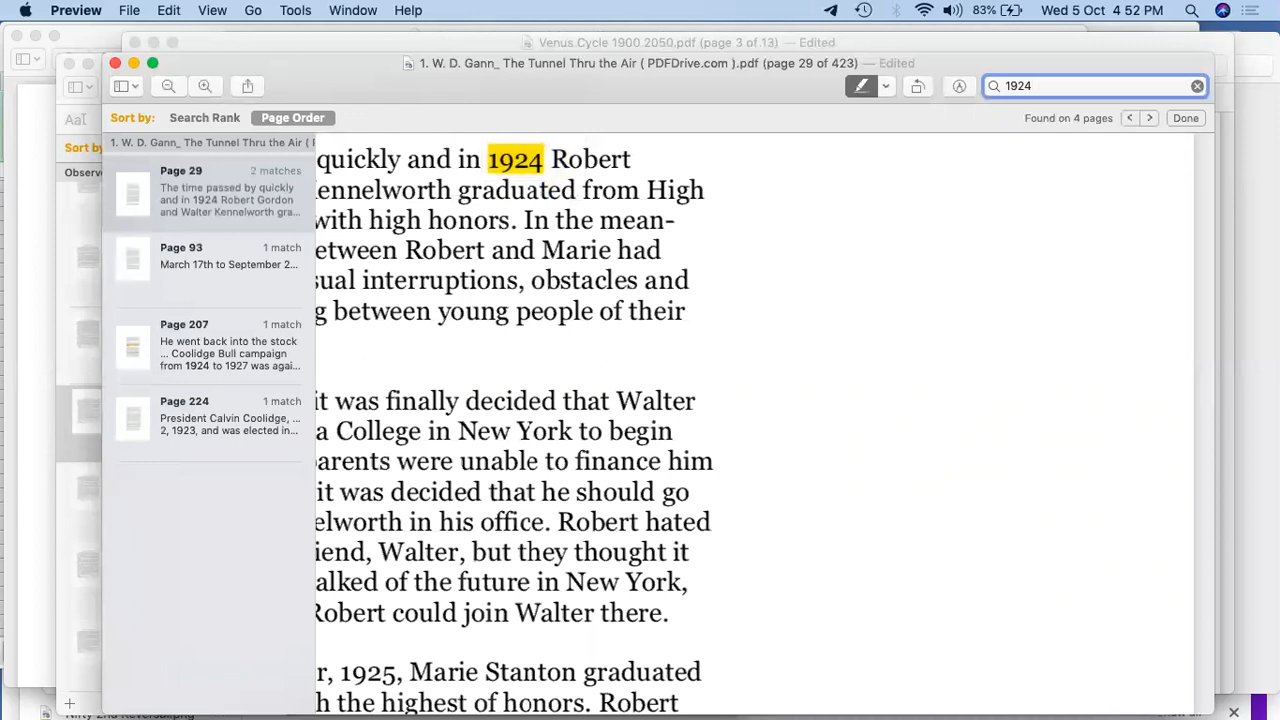 Preview File Edit View Go Tools Window Help 83% Wed 5 Oct 4:52 PM
Venus Cycle 1900 2050.pdf (page 3 of 13) — Edited
1. W. D. Gann_ The Tunnel Thru the Air ( PDFDrive.com ).pdf (page 29 of 423) — Edited
1924
Sort by: Search Rank Page Order
Found on 4 pages Done
1. W. D. Gann_ The Tunnel Thru the Air (
Page 29 2 matches
The time passed by quickly
and in 1924 Robert Gordon
and Walter Kennelworth gra...
Page 93 1 match
March 17th to September 2...
Page 207 1 match
He went back into the stock
... Coolidge Bull campaign
from 1924 to 1927 was agai...
Page 224 1 match
President Calvin Coolidge, ...
2, 1923, and was elected in...
quickly and in 1924 Robert
Kennelworth graduated from High
with high honors. In the mean-
etween Robert and Marie had
sual interruptions, obstacles and
g between young people of their
it was finally decided that Walter
a College in New York to begin
parents were unable to finance him
it was decided that he should go
elworth in his office. Robert hated
iend, Walter, but they thought it
alked of the future in New York,
Robert could join Walter there.
r, 1925, Marie Stanton graduated
h the highest of honors. Robert
Sort by:
Observe
Nifty 2nd Reversal.png